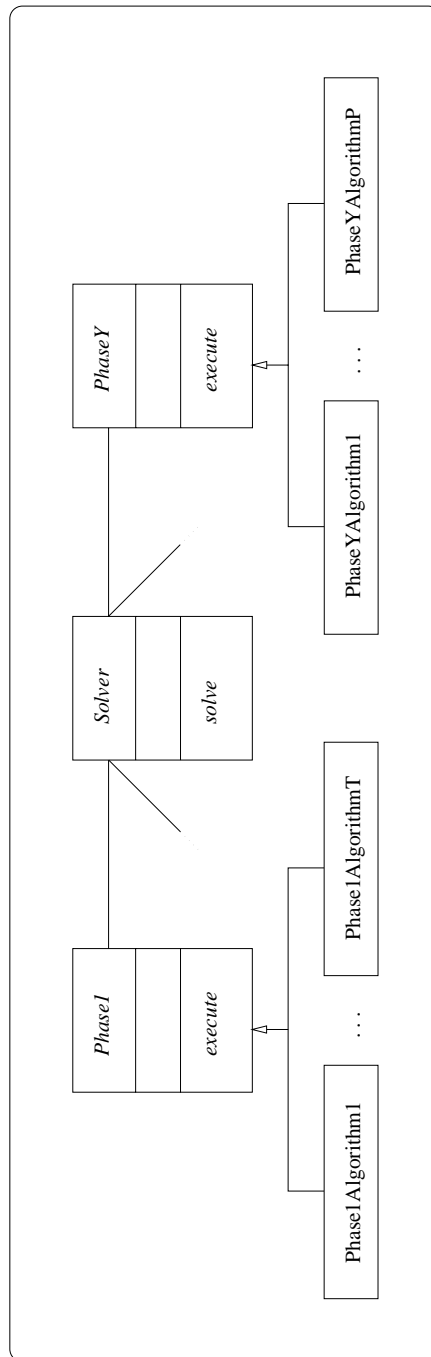 Phase1
Solver
PhaseY
execute
solve
execute
Phase1Algorithm1
...
Phase1AlgorithmT
PhaseYAlgorithm1
...
PhaseYAlgorithmP